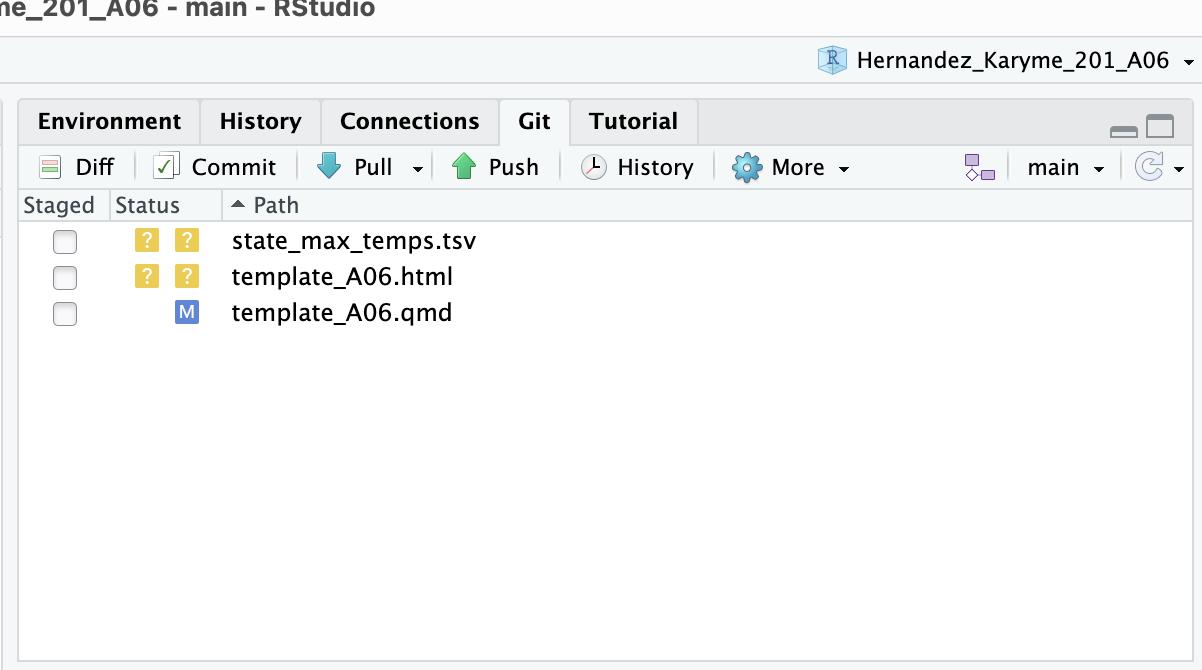 me_201_A06 - main - RStudio
Hernandez_Karyme_201_A06
Environment History Connections Git Tutorial
Diff Commit Pull Push History More main
Staged Status Path
? ? state_max_temps.tsv
? ? template_A06.html
M template_A06.qmd